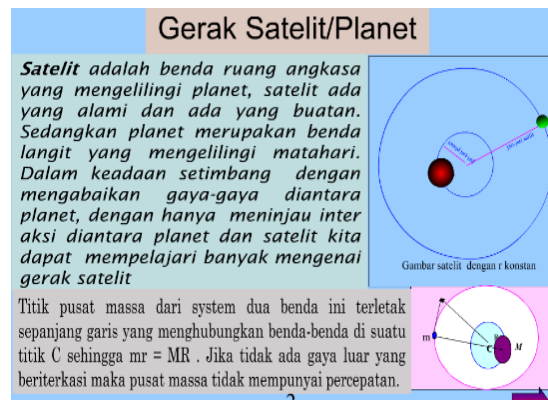 Gerak Satelit/Planet
Satelit adalah benda ruang angkasa
yang mengelilingi planet, satelit ada
yang alami dan ada yang buatan.
Sedangkan planet merupakan benda
langit yang mengelilingi matahari.
Dalam keadaan setimbang dengan
mengabaikan gaya-gaya diantara
planet, dengan hanya meninjau inter
aksi diantara planet dan satelit kita
dapat mempelajari banyak mengenai
gerak satelit
Gambar satelit dengan r konstan
Titik pusat massa dari system dua benda ini terletak
sepanjang garis yang menghubungkan benda-benda di suatu
titik C sehingga mr = MR . Jika tidak ada gaya luar yang
beriterkasi maka pusat massa tidak mempunyai percepatan.
m
C
M